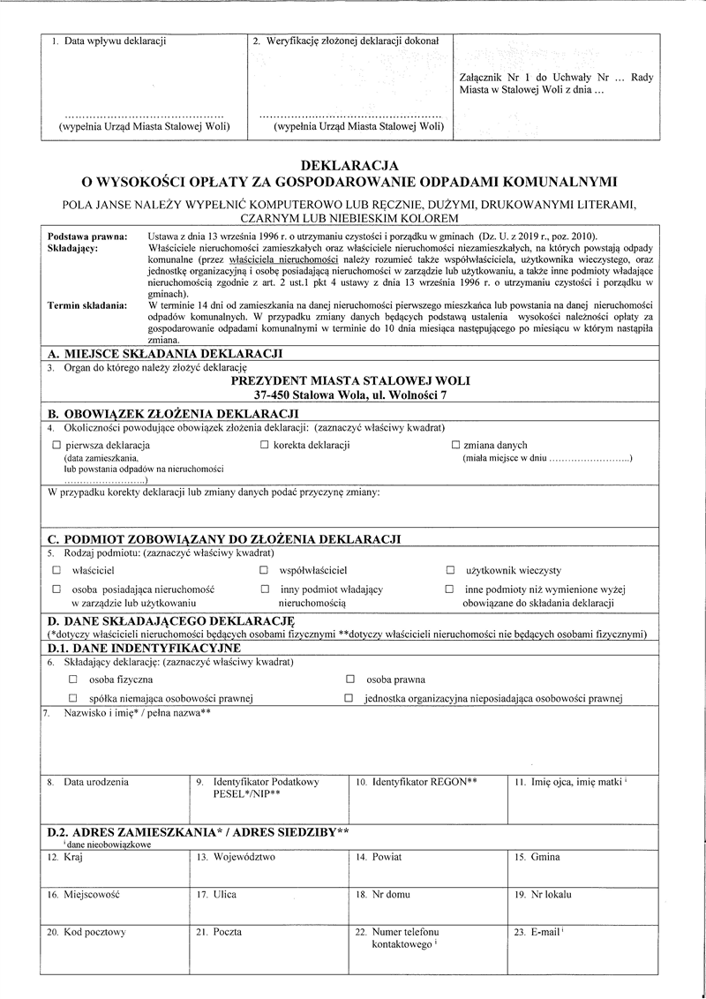 1. Data wpływu deklaracji
2. Weryfikację złożonej deklaracji dokonał
Załącznik Nr 1 do Uchwały Nr … Rady
Miasta w Stalowej Woli z dnia …
(wypełnia Urząd Miasta Stalowej Woli)
(wypełnia Urząd Miasta Stalowej Woli)
DEKLARACJA
O WYSOKOŚCI OPŁATY ZA GOSPODAROWANIE ODPADAMI KOMUNALNYMI
POLA JANSE NALEŻY WYPEŁNIĆ KOMPUTEROWO LUB RĘCZNIE, DUŻYMI, DRUKOWANYMI LITERAMI,
CZARNYM LUB NIEBIESKIM KOLOREM
Podstawa prawna: Ustawa z dnia 13 września 1996 r. o utrzymaniu czystości i porządku w gminach (Dz. U. z 2019 r., poz. 2010).
Składający: Właściciele nieruchomości zamieszkałych oraz właściciele nieruchomości niezamieszkałych, na których powstają odpady
komunalne (przez właściciela nieruchomości należy rozumieć także współwłaściciela, użytkownika wieczystego, oraz
jednostkę organizacyjną i osobę posiadającą nieruchomości w zarządzie lub użytkowaniu, a także inne podmioty władające
nieruchomością zgodnie z art. 2 ust.1 pkt 4 ustawy z dnia 13 września 1996 r. o utrzymaniu czystości i porządku w
gminach).
Termin składania: W terminie 14 dni od zamieszkania na danej nieruchomości pierwszego mieszkańca lub powstania na danej nieruchomości
odpadów komunalnych. W przypadku zmiany danych będących podstawą ustalenia wysokości należności opłaty za
gospodarowanie odpadami komunalnymi w terminie do 10 dnia miesiąca następującego po miesiącu w którym nastąpiła
zmiana.
A. MIEJSCE SKŁADANIA DEKLARACJI
3. Organ do którego należy złożyć deklarację
PREZYDENT MIASTA STALOWEJ WOLI
37-450 Stalowa Wola, ul. Wolności 7
B. OBOWIĄZEK ZŁOŻENIA DEKLARACJI
4. Okoliczności powodujące obowiązek złożenia deklaracji: (zaznaczyć właściwy kwadrat)
☐ pierwsza deklaracja ☐ korekta deklaracji ☐ zmiana danych
(data zamieszkania, (miała miejsce w dniu ……………………..)
lub powstania odpadów na nieruchomości
……………………..)
W przypadku korekty deklaracji lub zmiany danych podać przyczynę zmiany:
C. PODMIOT ZOBOWIĄZANY DO ZŁOŻENIA DEKLARACJI
5. Rodzaj podmiotu: (zaznaczyć właściwy kwadrat)
☐ właściciel ☐ współwłaściciel ☐ użytkownik wieczysty
☐ osoba posiadająca nieruchomość ☐ inny podmiot władający ☐ inne podmioty niż wymienione wyżej
w zarządzie lub użytkowaniu nieruchomością obowiązane do składania deklaracji
D. DANE SKŁADAJĄCEGO DEKLARACJĘ
(*dotyczy właścicieli nieruchomości będących osobami fizycznymi **dotyczy właścicieli nieruchomości nie będących osobami fizycznymi)
D.1. DANE INDENTYFIKACYJNE
6. Składający deklarację: (zaznaczyć właściwy kwadrat)
☐ osoba fizyczna ☐ osoba prawna
☐ spółka niemająca osobowości prawnej ☐ jednostka organizacyjna nieposiadająca osobowości prawnej
7. Nazwisko i imię* / pełna nazwa**
8. Data urodzenia 9. Identyfikator Podatkowy 10. Identyfikator REGON** 11. Imię ojca, imię matki i
PESEL*/NIP**
D.2. ADRES ZAMIESZKANIA* / ADRES SIEDZIBY**
i dane nieobowiązkowe
12. Kraj 13. Województwo 14. Powiat 15. Gmina
16. Miejscowość 17. Ulica 18. Nr domu 19. Nr lokalu
20. Kod pocztowy 21. Poczta 22. Numer telefonu 23. E-mail i
kontaktowego i